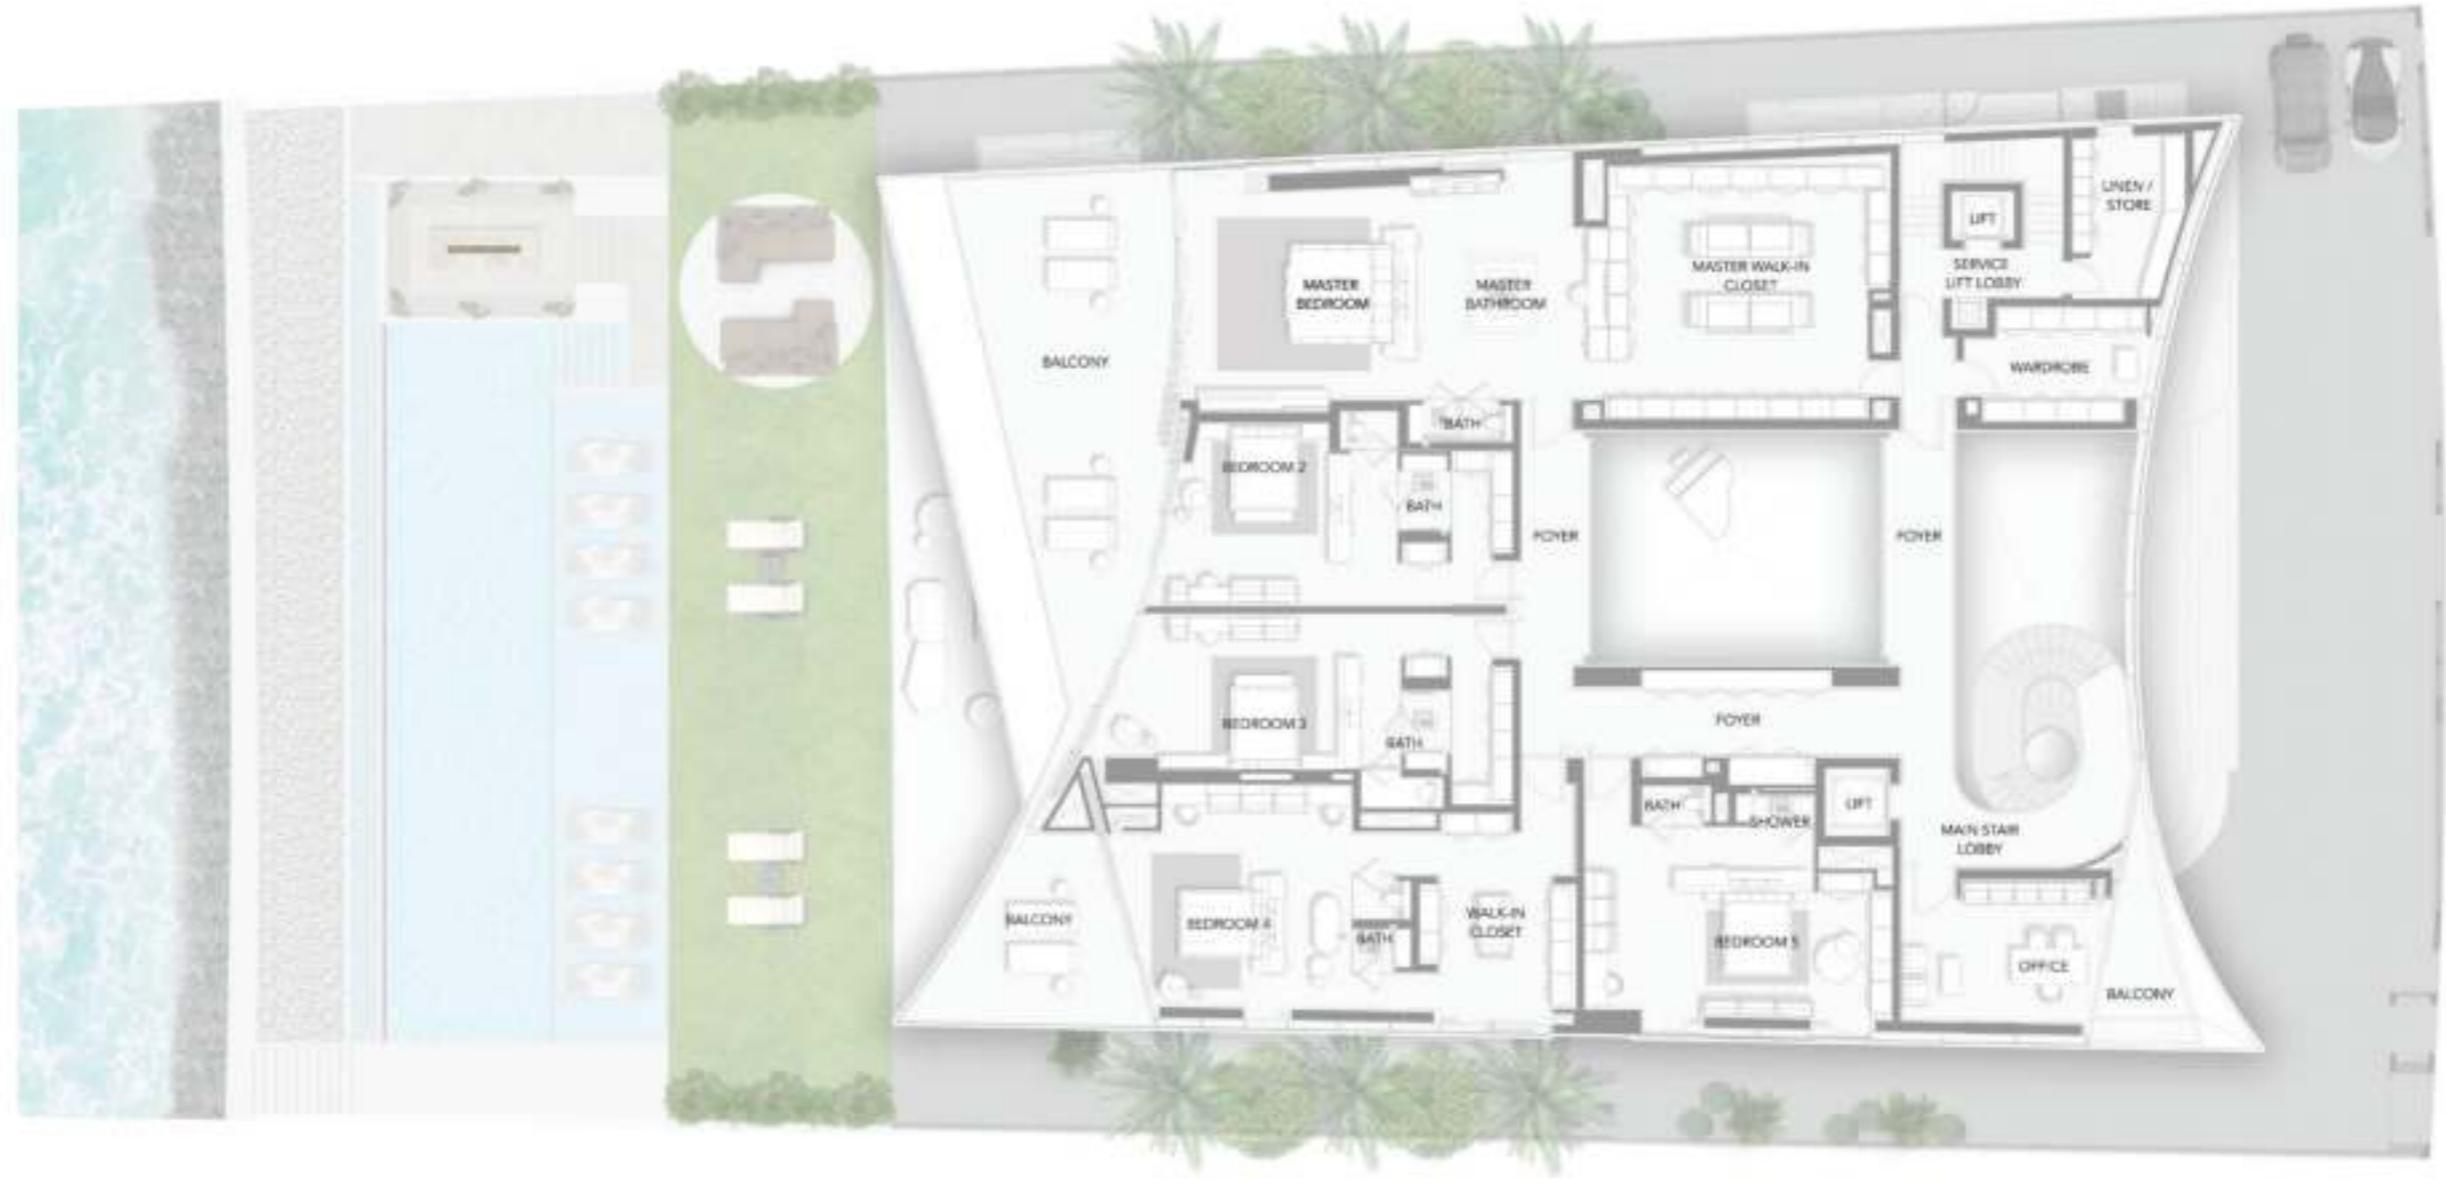 LINEN /
STORE
LIFT
SERVICE
LIFT LOBBY
MASTER WALK-IN
CLOSET
MASTER
BEDROOM
MASTER
BATHROOM
BALCONY
WARDROBE
BATH
BEDROOM 2
BATH
FOYER
FOYER
BEDROOM 3
BATH
FOYER
BATH
SHOWER
LIFT
MAIN STAIR
LOBBY
BALCONY
BEDROOM 4
BATH
WALK-IN
CLOSET
BEDROOM 5
OFFICE
BALCONY